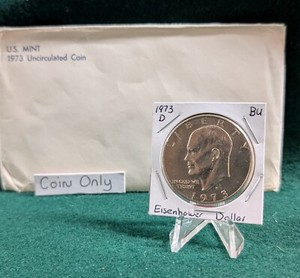 U.S. MINT
1973 Uncirculated Coin
Coin Only
1973
D
BU
LIBERTY
IN GOD WE
TRUST
1973
Eisenhower Dollar